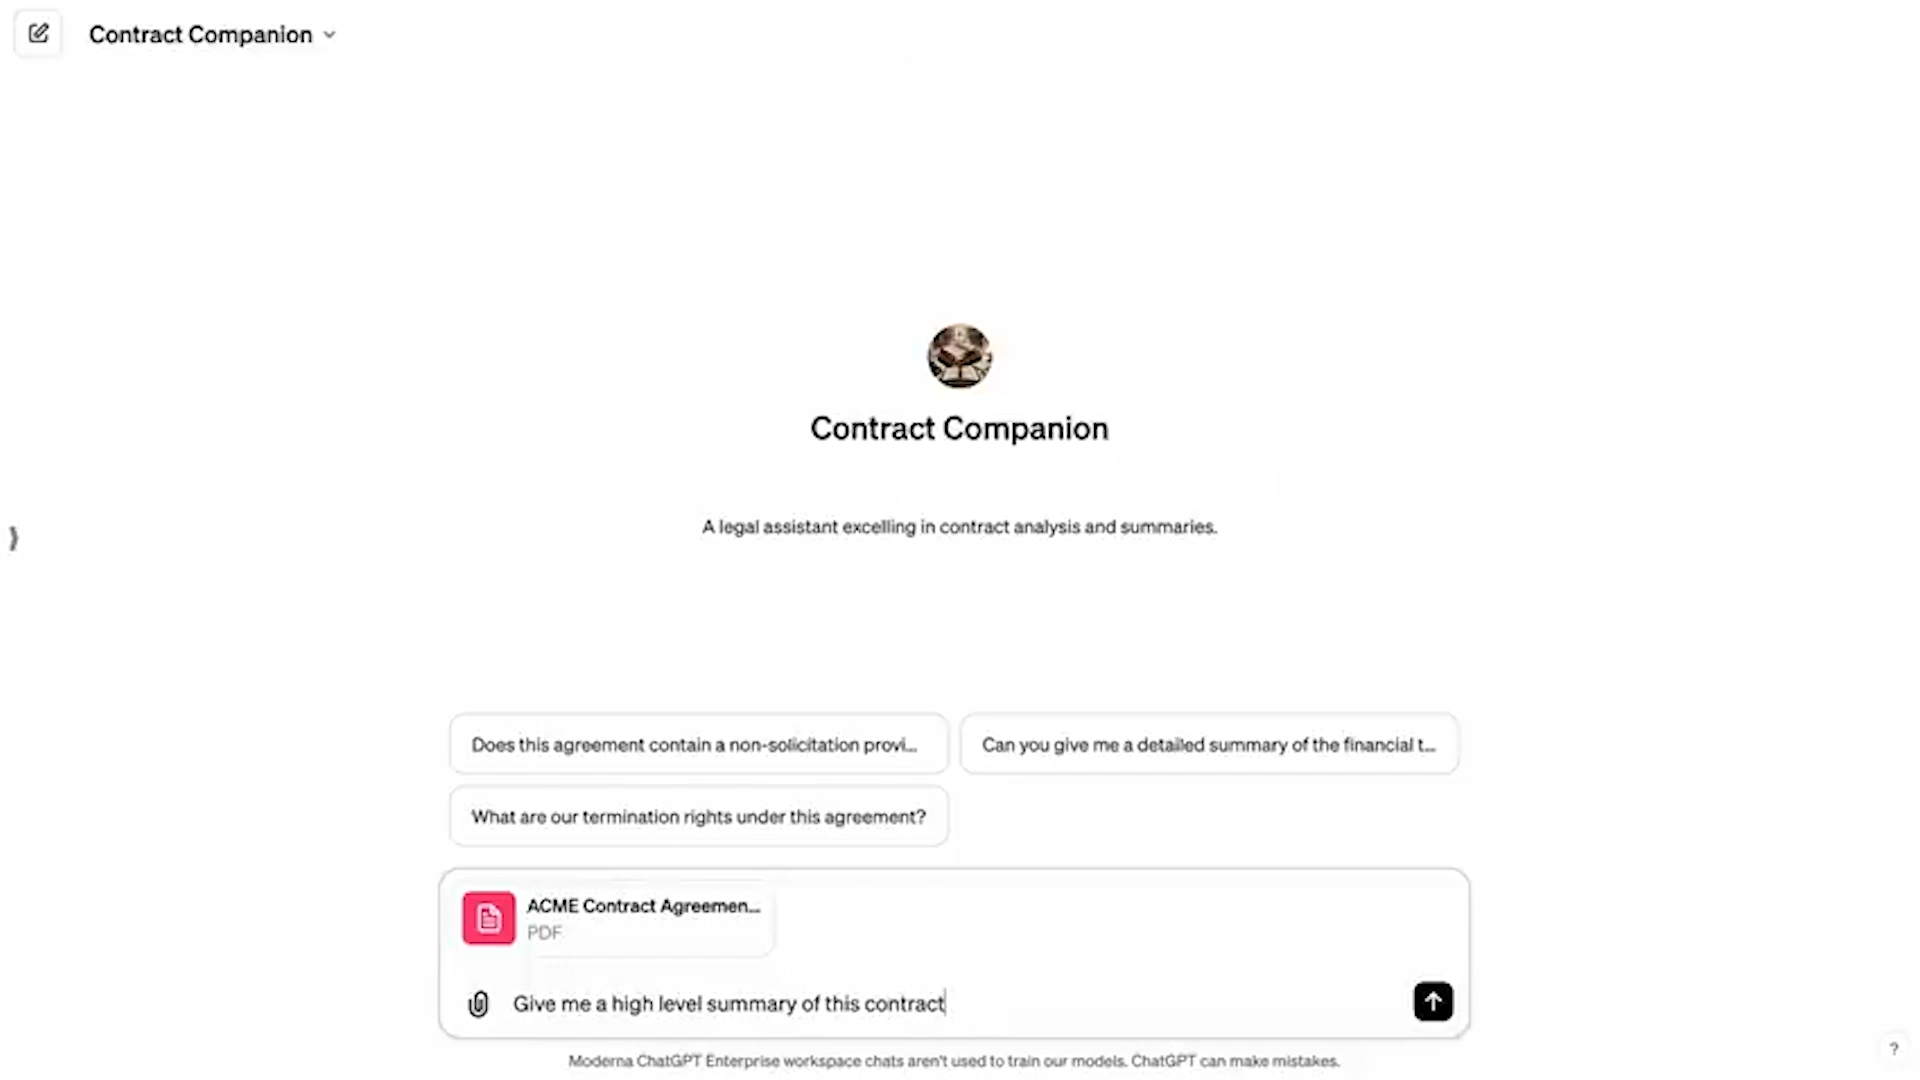 Contract Companion
Contract Companion
A legal assistant excelling in contract analysis and summaries.
Does this agreement contain a non-solicitation provi...
Can you give me a detailed summary of the financial t...
What are our termination rights under this agreement?
ACME Contract Agreemen...
PDF
Give me a high level summary of this contract
Moderna ChatGPT Enterprise workspace chats aren't used to train our models. ChatGPT can make mistakes.
?